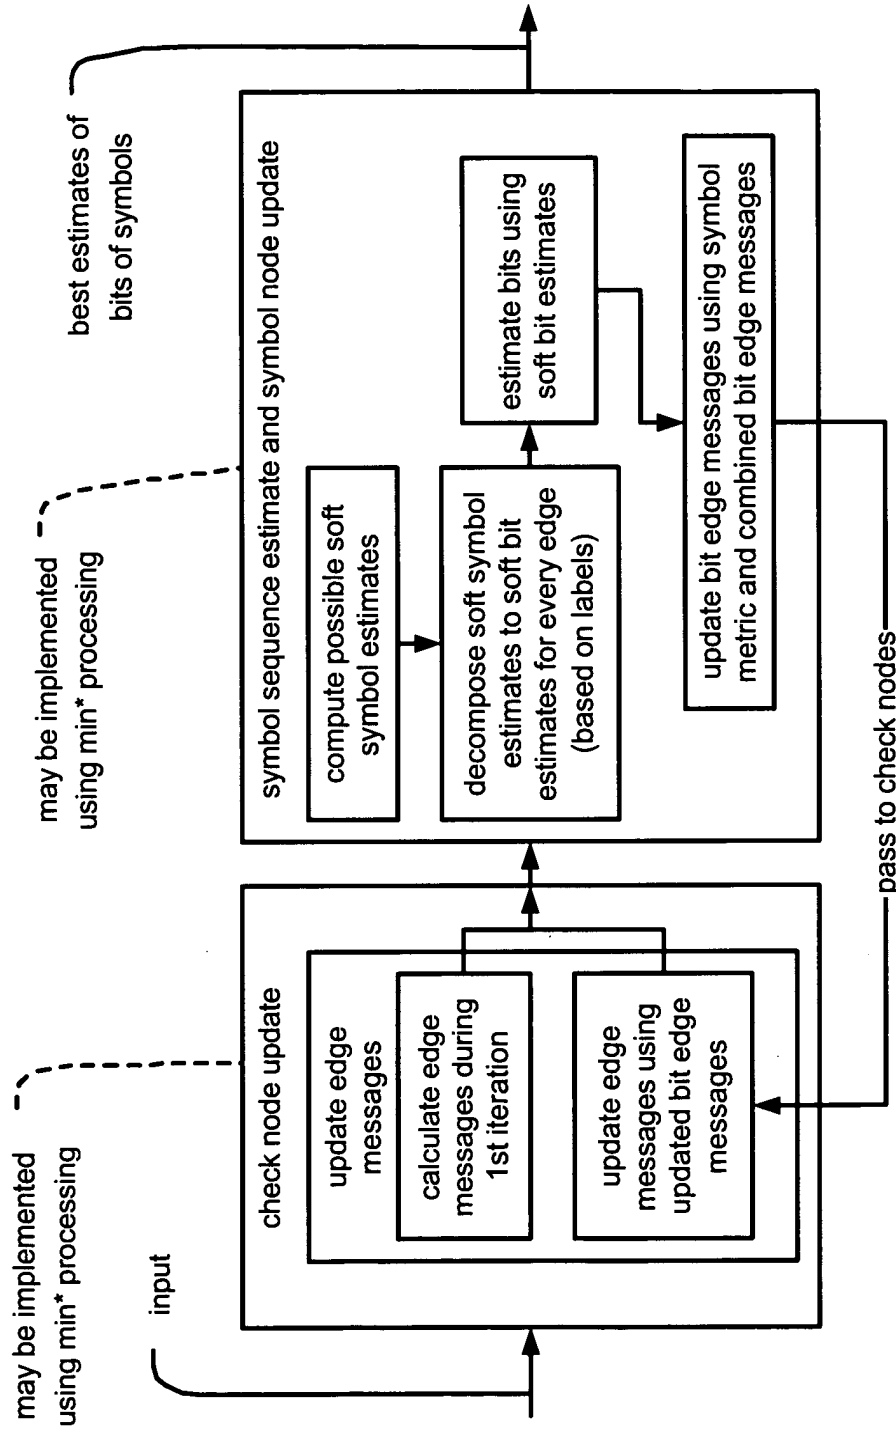 may be implemented
using min* processing
input
check node update
update edge
messages
calculate edge
messages during
1st iteration
update edge
messages using
updated bit edge
messages
may be implemented
using min* processing
symbol sequence estimate and symbol node update
compute possible soft
symbol estimates
decompose soft symbol
estimates to soft bit
estimates for every edge
(based on labels)
estimate bits using
soft bit estimates
update bit edge messages using symbol
metric and combined bit edge messages
pass to check nodes
best estimates of
bits of symbols